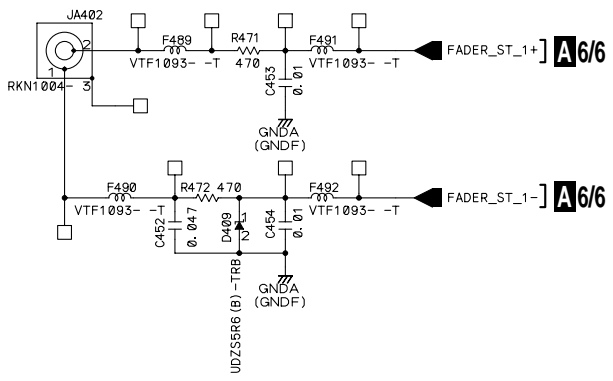 JA402
2
1
RKN1004- 3
F489
VTF1093- -T
R471
470
C453
0.01
F491
VTF1093- -T
FADER_ST_1+] A 6/6
GNDA
(GNDF)
F490
VTF1093- -T
R472 470
C452
0.047
D409
1
2
UDZS5R6(B)-TRB
C454
0.01
F492
VTF1093- -T
FADER_ST_1-] A 6/6
GNDA
(GNDF)